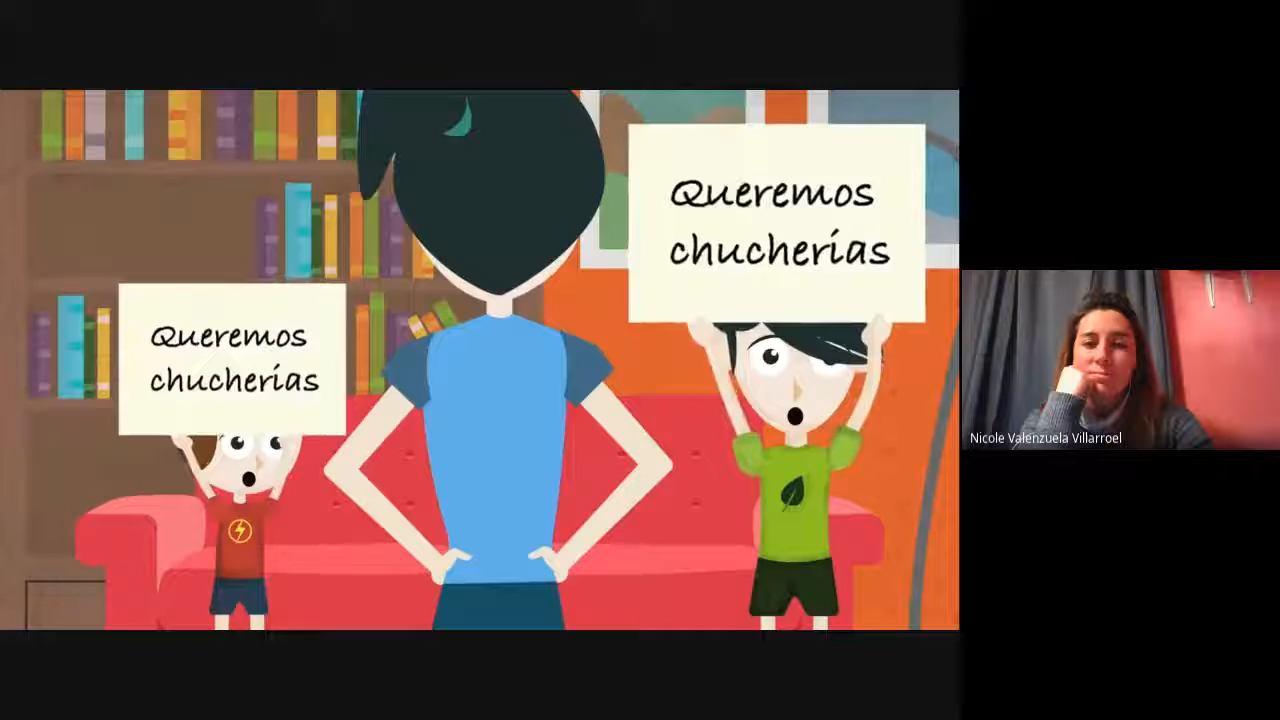 Queremos
chucherías
Queremos
chucherías
Nicole Valenzuela Villarroel